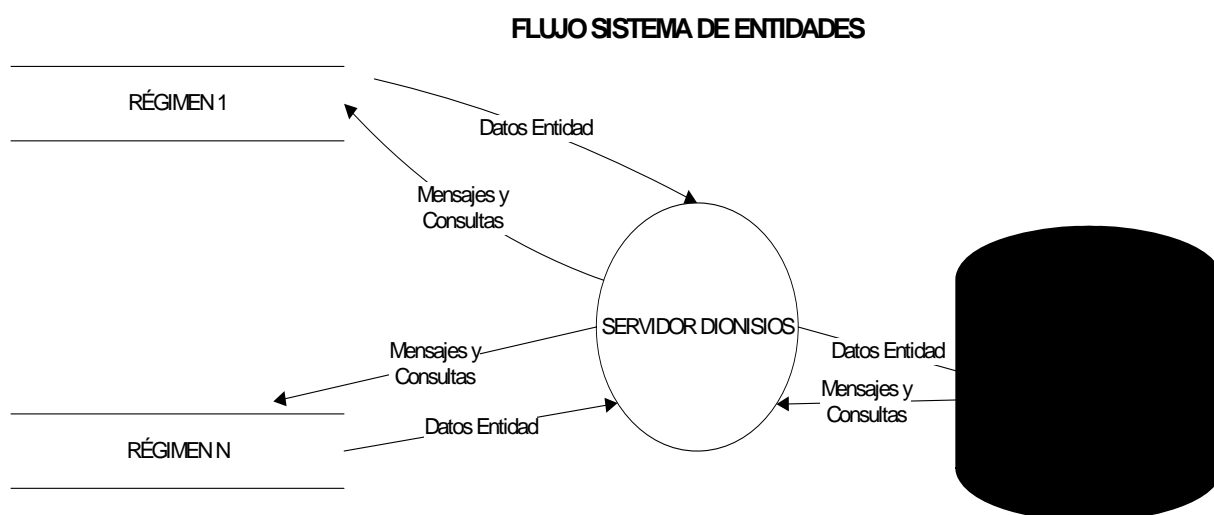 FLUJO SISTEMA DE ENTIDADES
RÉGIMEN 1
Datos Entidad
Mensajes y
Consultas
SERVIDOR DIONISIOS
Mensajes y
Consultas
Datos Entidad
Mensajes y
Consultas
Datos Entidad
RÉGIMEN N